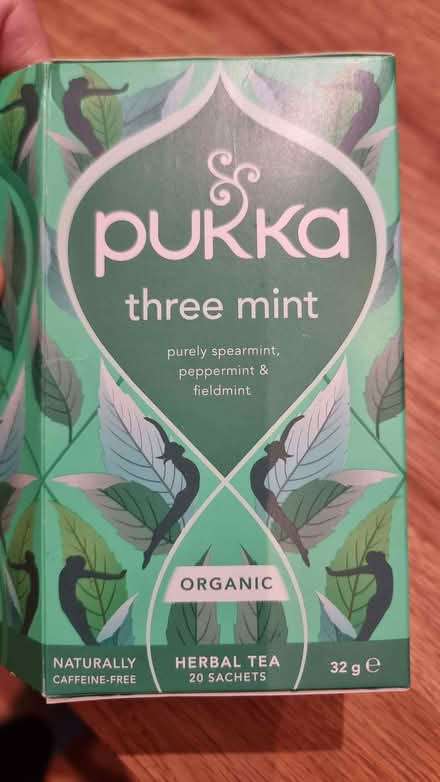 pukka
three mint
purely spearmint,
peppermint &
fieldmint
ORGANIC
NATURALLY
CAFFEINE-FREE
HERBAL TEA
20 SACHETS
32 g ℮